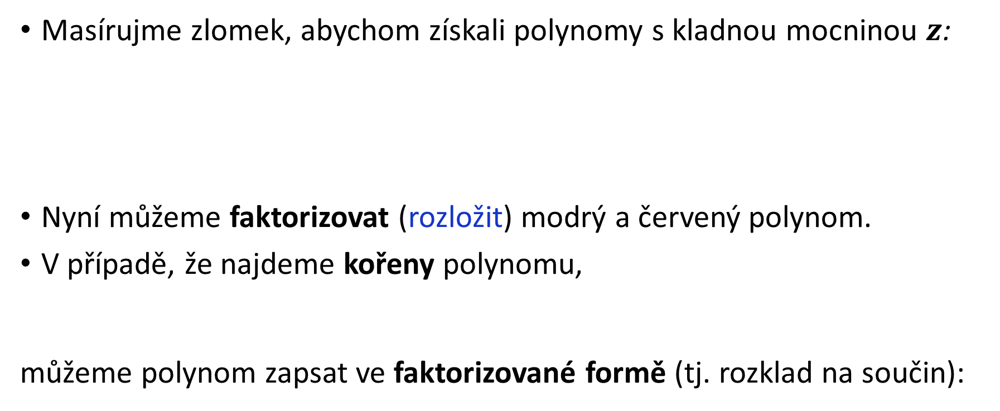 • Masírujme zlomek, abychom získali polynomy s kladnou mocninou z:
• Nyní můžeme faktorizovat (rozložit) modrý a červený polynom.
• V případě, že najdeme kořeny polynomu,
můžeme polynom zapsat ve faktorizované formě (tj. rozklad na součin):